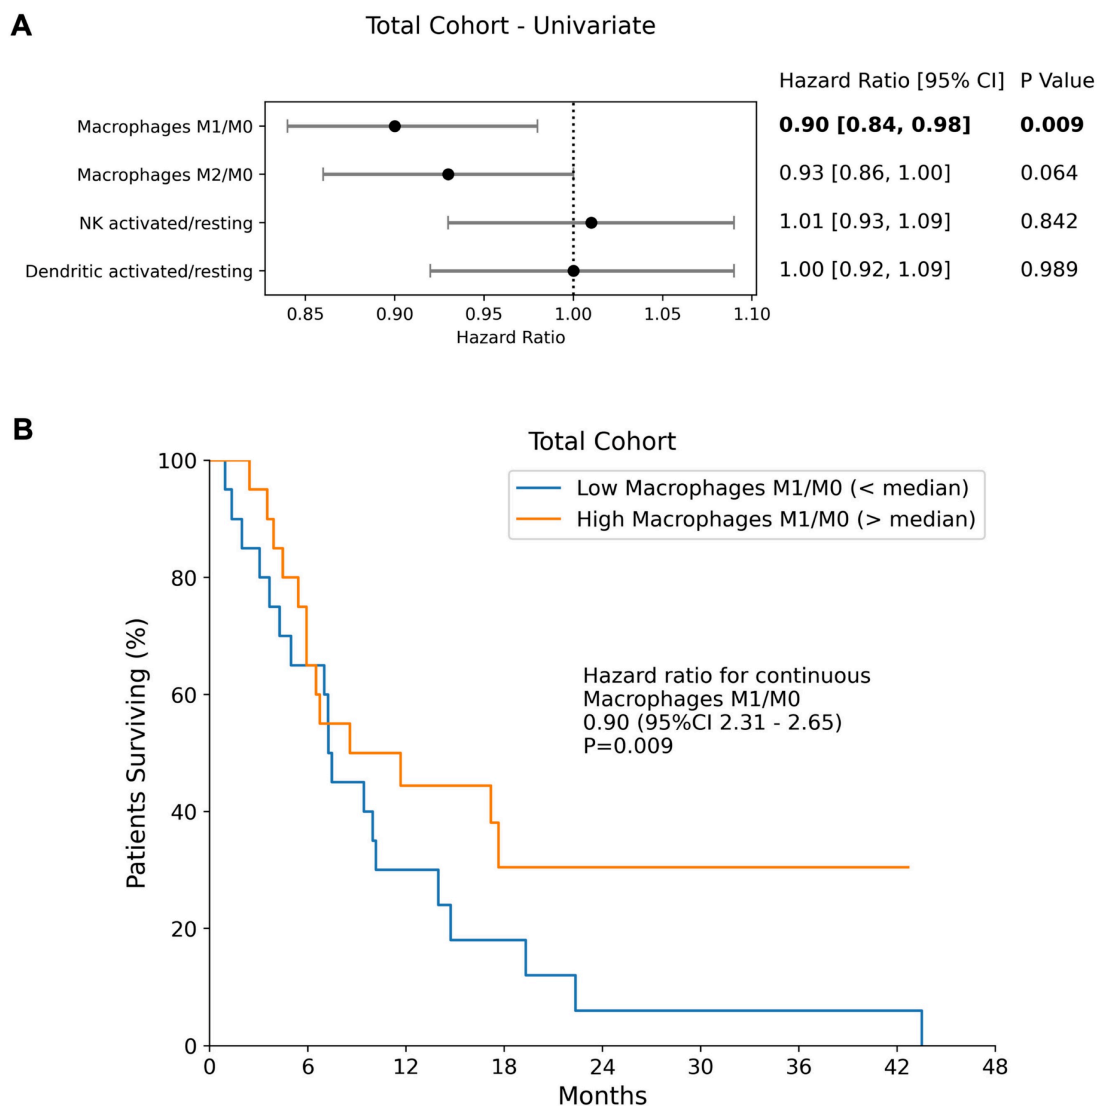 A
Total Cohort - Univariate
Hazard Ratio [95% CI] P Value
Macrophages M1/M0 0.90 [0.84, 0.98] 0.009
Macrophages M2/M0 0.93 [0.86, 1.00] 0.064
NK activated/resting 1.01 [0.93, 1.09] 0.842
Dendritic activated/resting 1.00 [0.92, 1.09] 0.989
0.85 0.90 0.95 1.00 1.05 1.10
Hazard Ratio
B
Total Cohort
Low Macrophages M1/M0 (< median)
High Macrophages M1/M0 (> median)
Hazard ratio for continuous
Macrophages M1/M0
0.90 (95%CI 2.31 - 2.65)
P=0.009
Patients Surviving (%)
100
80
60
40
20
0
0 6 12 18 24 30 36 42 48
Months